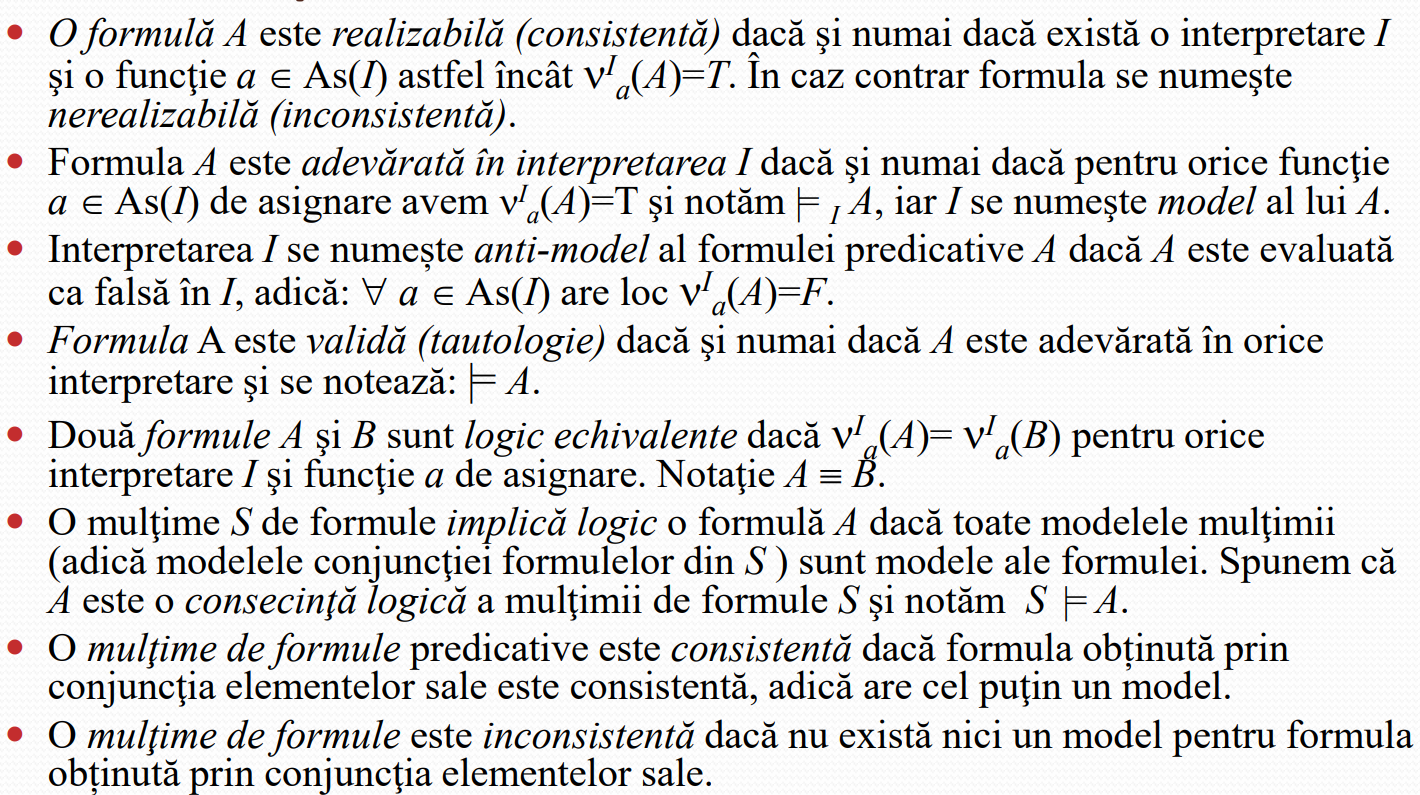 • O formulă A este realizabilă (consistentă) dacă şi numai dacă există o interpretare I
şi o funcţie a ∈ As(I) astfel încât νᴵₐ(A)=T. În caz contrar formula se numeşte
nerealizabilă (inconsistentă).
• Formula A este adevărată în interpretarea I dacă şi numai dacă pentru orice funcţie
a ∈ As(I) de asignare avem νᴵₐ(A)=T şi notăm ⊨ I A, iar I se numeşte model al lui A.
• Interpretarea I se numește anti-model al formulei predicative A dacă A este evaluată
ca falsă în I, adică: ∀ a ∈ As(I) are loc νᴵₐ(A)=F.
• Formula A este validă (tautologie) dacă şi numai dacă A este adevărată în orice
interpretare şi se notează: ⊨ A.
• Două formule A şi B sunt logic echivalente dacă νᴵₐ(A)= νᴵₐ(B) pentru orice
interpretare I şi funcţie a de asignare. Notaţie A ≡ B.
• O mulţime S de formule implică logic o formulă A dacă toate modelele mulţimii
(adică modelele conjuncţiei formulelor din S ) sunt modele ale formulei. Spunem că
A este o consecinţă logică a mulţimii de formule S şi notăm S ⊨ A.
• O mulţime de formule predicative este consistentă dacă formula obținută prin
conjuncţia elementelor sale este consistentă, adică are cel puțin un model.
• O mulţime de formule este inconsistentă dacă nu există nici un model pentru formula
obținută prin conjuncţia elementelor sale.